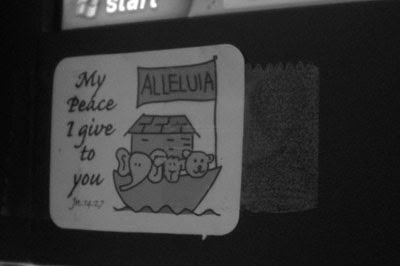 start
My
Peace
I give
to
you
Jn.14:27
ALLELUIA